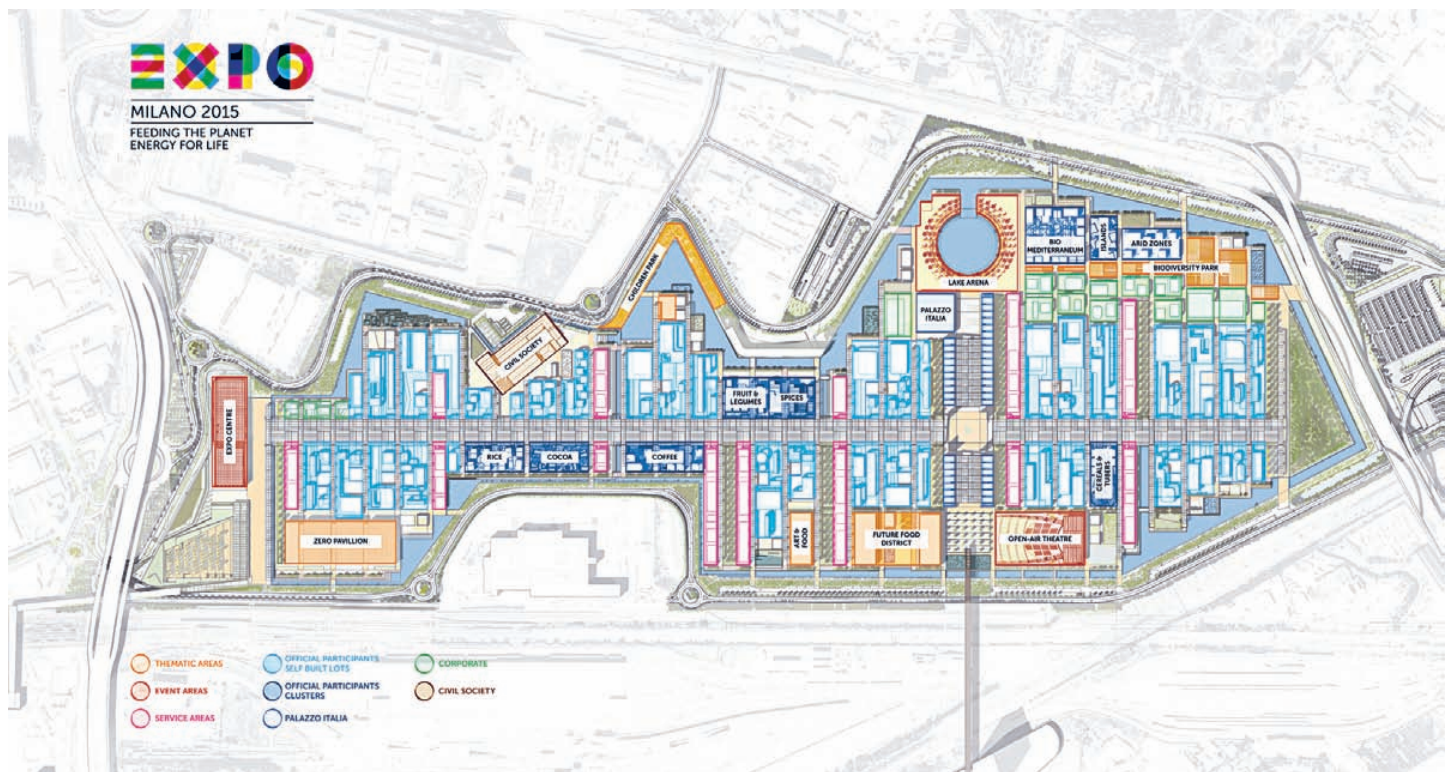 EXPO
MILANO 2015
FEEDING THE PLANET
ENERGY FOR LIFE
CHILDREN PARK
BIO
MEDITERRANEUM
ISLANDS
ARID ZONES
BIODIVERSITY PARK
LAKE ARENA
PALAZZO
ITALIA
CIVIL SOCIETY
EXPO CENTRE
FRUIT &
LEGUMES
SPICES
RICE
COCOA
COFFEE
CEREALS &
TUBERS
ZERO PAVILLION
ART &
FOOD
FUTURE FOOD
DISTRICT
OPEN-AIR THEATRE
THEMATIC AREAS
EVENT AREAS
SERVICE AREAS
OFFICIAL PARTICIPANTS
SELF BUILT LOTS
OFFICIAL PARTICIPANTS
CLUSTERS
PALAZZO ITALIA
CORPORATE
CIVIL SOCIETY